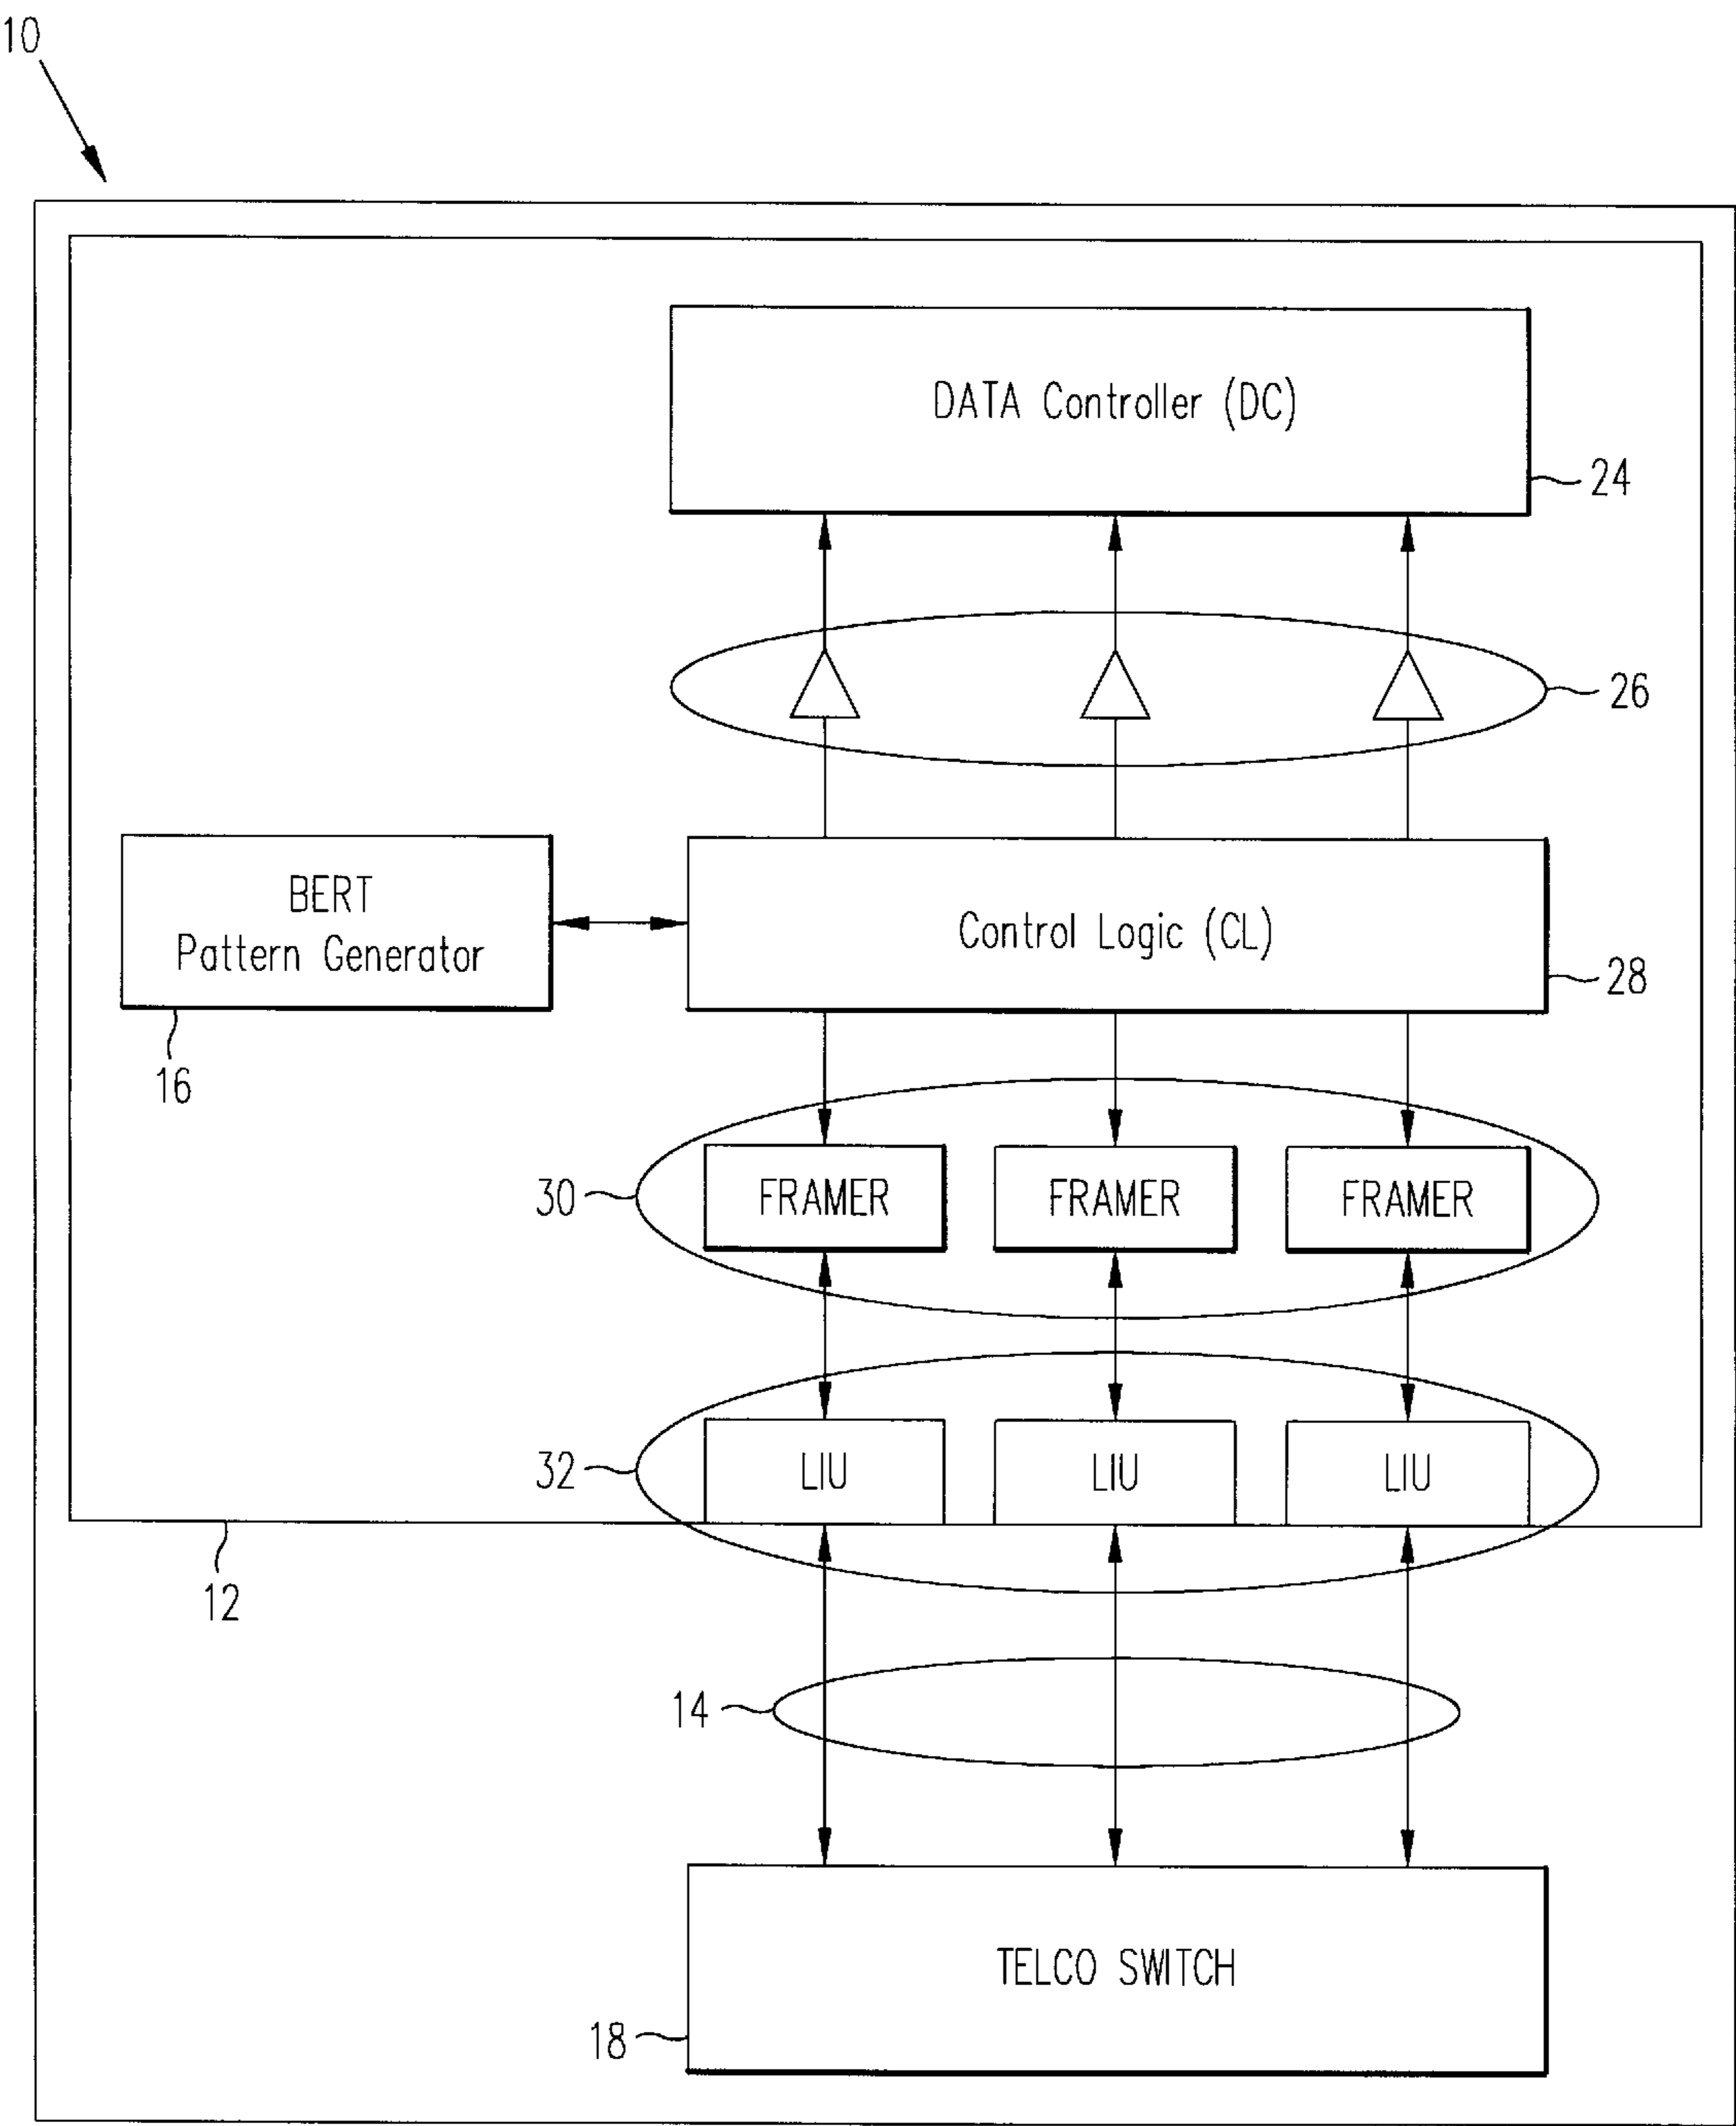 10
DATA Controller (DC)
24
26
BERT
Pattern Generator
Control Logic (CL)
28
16
30
FRAMER
FRAMER
FRAMER
32
LIU
LIU
LIU
12
14
TELCO SWITCH
18